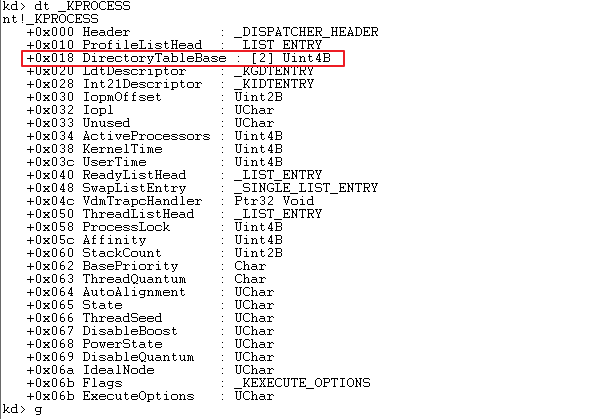 kd> dt _KPROCESS
nt!_KPROCESS
   +0x000 Header           : _DISPATCHER_HEADER
   +0x010 ProfileListHead  : _LIST_ENTRY
   +0x018 DirectoryTableBase : [2] Uint4B
   +0x020 LdtDescriptor    : _KGDTENTRY
   +0x028 Int21Descriptor  : _KIDTENTRY
   +0x030 IopmOffset       : Uint2B
   +0x032 Iopl             : UChar
   +0x033 Unused           : UChar
   +0x034 ActiveProcessors : Uint4B
   +0x038 KernelTime       : Uint4B
   +0x03c UserTime         : Uint4B
   +0x040 ReadyListHead    : _LIST_ENTRY
   +0x048 SwapListEntry    : _SINGLE_LIST_ENTRY
   +0x04c VdmTrapcHandler  : Ptr32 Void
   +0x050 ThreadListHead   : _LIST_ENTRY
   +0x058 ProcessLock      : Uint4B
   +0x05c Affinity         : Uint4B
   +0x060 StackCount       : Uint2B
   +0x062 BasePriority     : Char
   +0x063 ThreadQuantum    : Char
   +0x064 AutoAlignment    : UChar
   +0x065 State            : UChar
   +0x066 ThreadSeed       : UChar
   +0x067 DisableBoost     : UChar
   +0x068 PowerState       : UChar
   +0x069 DisableQuantum   : UChar
   +0x06a IdealNode        : UChar
   +0x06b Flags            : _KEXECUTE_OPTIONS
   +0x06b ExecuteOptions   : UChar
kd> g